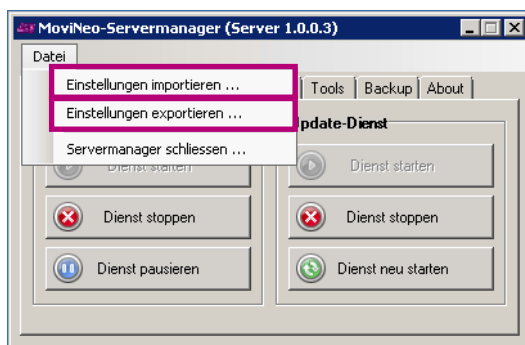 MoviNeo-Servermanager (Server 1.0.0.3)
Datei
Einstellungen importieren ...
Einstellungen exportieren ...
Servermanager schliessen ...
Tools
Backup
About
pdate-Dienst
Dienst starten
Dienst starten
Dienst stoppen
Dienst stoppen
Dienst pausieren
Dienst neu starten